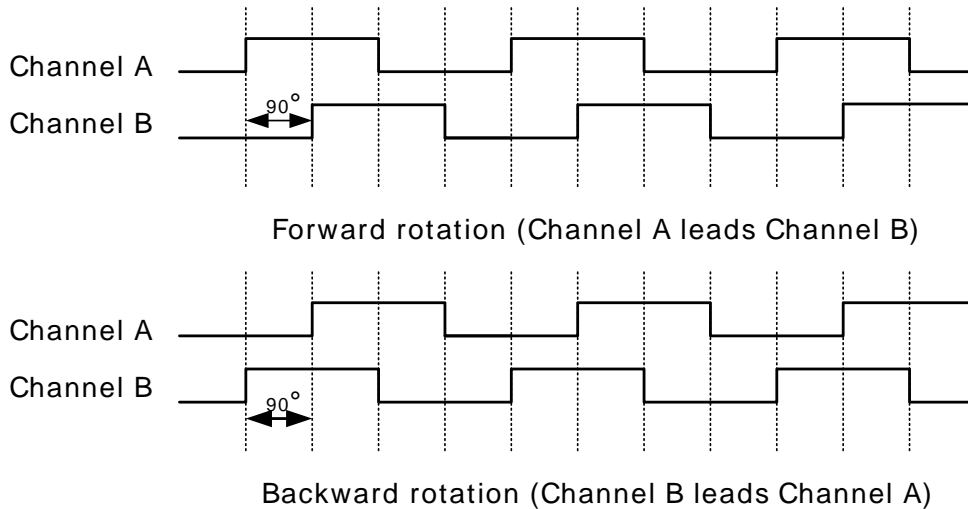 Channel A
90°
Channel B
Forward rotation (Channel A leads Channel B)
Channel A
Channel B
90°
Backward rotation (Channel B leads Channel A)